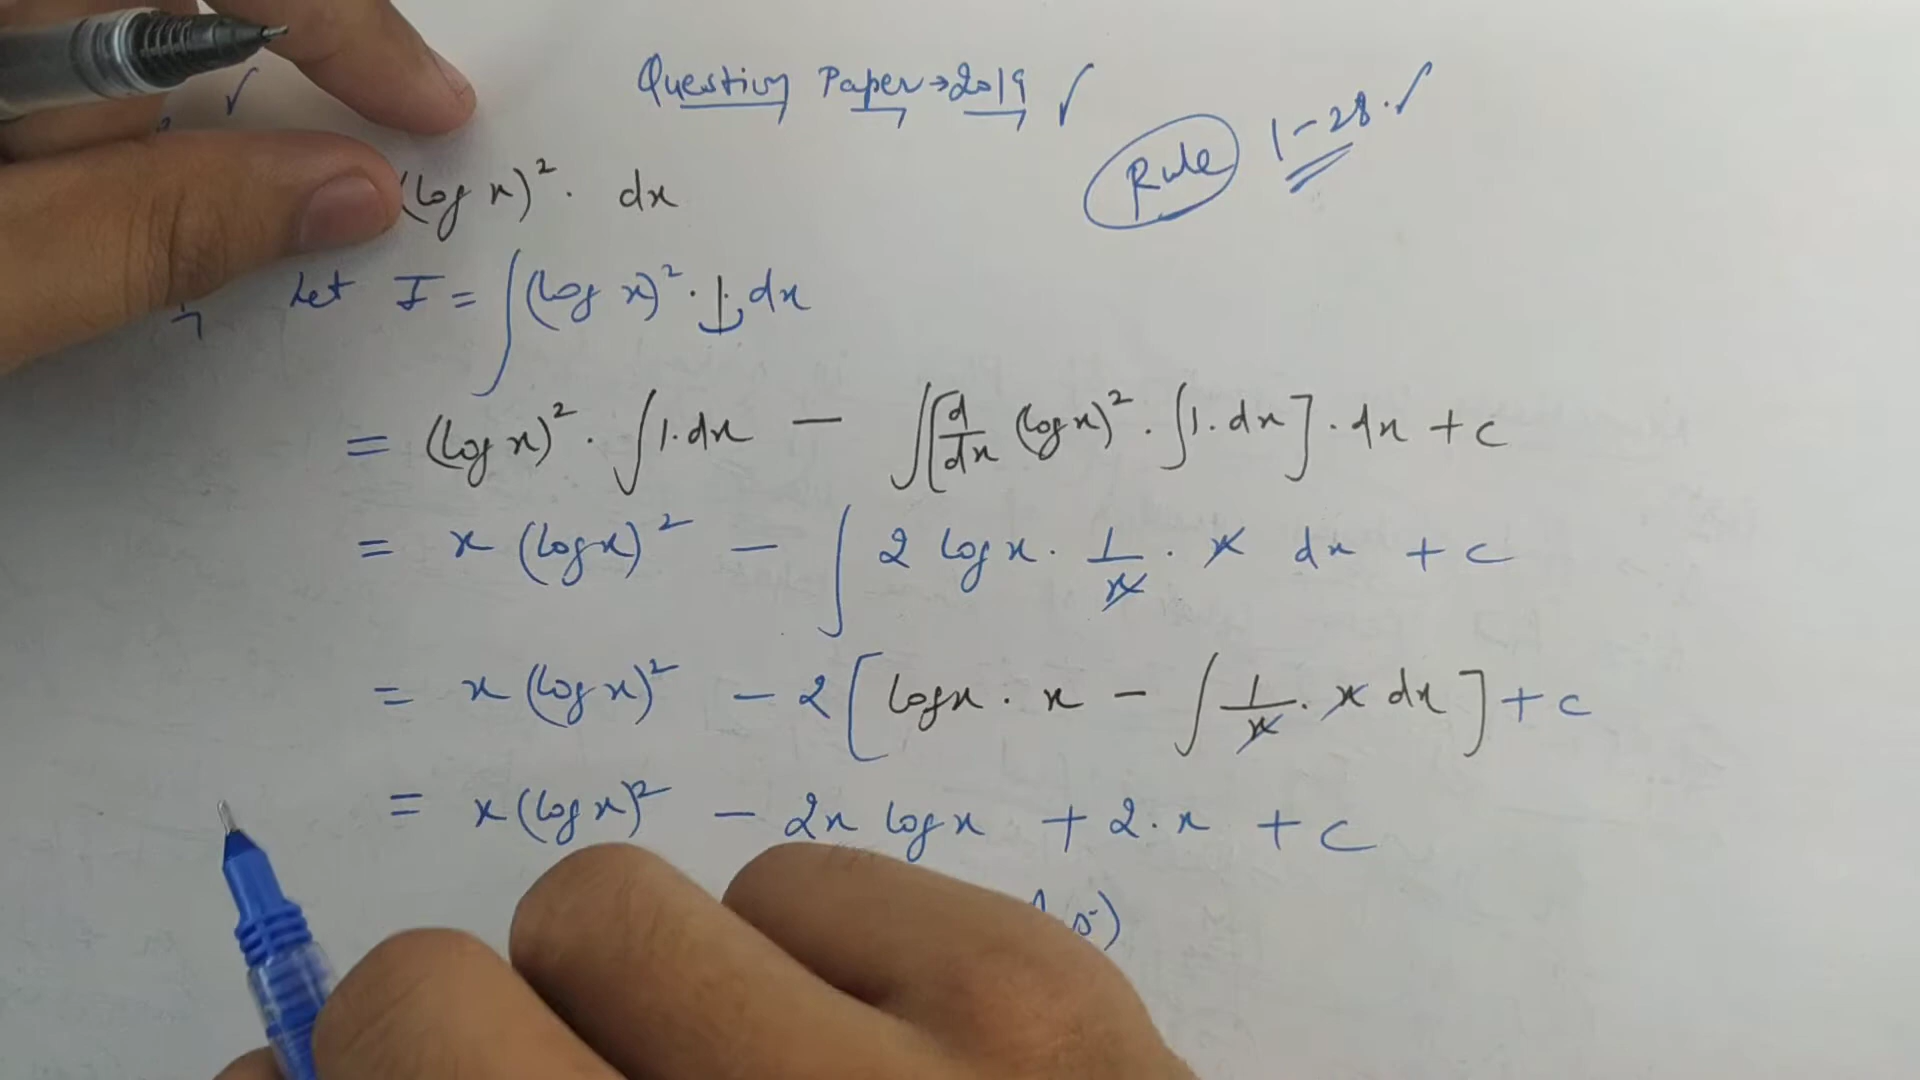 Question Paper→2019 ✓
Rule 1-28. ✓
(log x)². dx
Let I = ∫(log x)².1. dx
= (log x)². ∫1.dx − ∫[d/dx (log x)². ∫1.dx]. dx + c
= x (log x)² − ∫ 2 log x. 1/x . x dx + c
= x (log x)² − 2[log x. x − ∫ 1/x . x dx] + c
= x (log x)² − 2x log x + 2. x + c